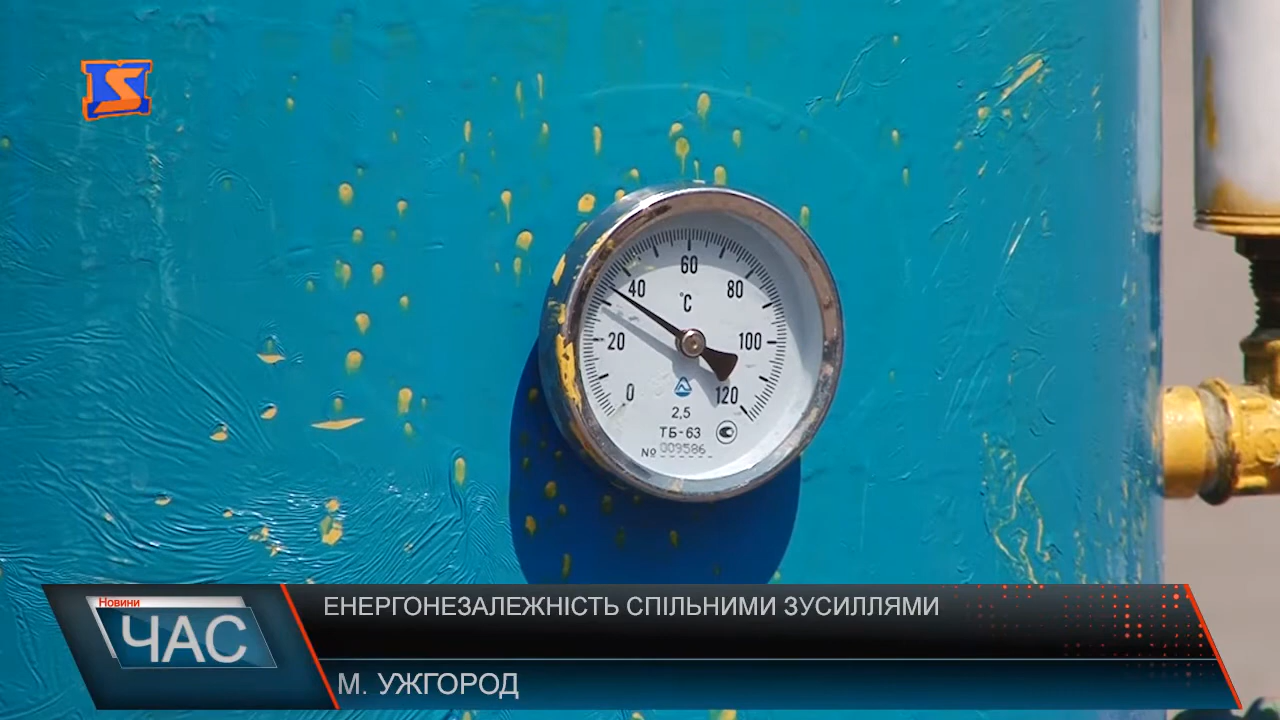 60
40
80
°C
20
100
0
120
2,5
ТБ-63
№ 009586
Новини
ЧАС
ЕНЕРГОНЕЗАЛЕЖНІСТЬ СПІЛЬНИМИ ЗУСИЛЛЯМИ
М. УЖГОРОД